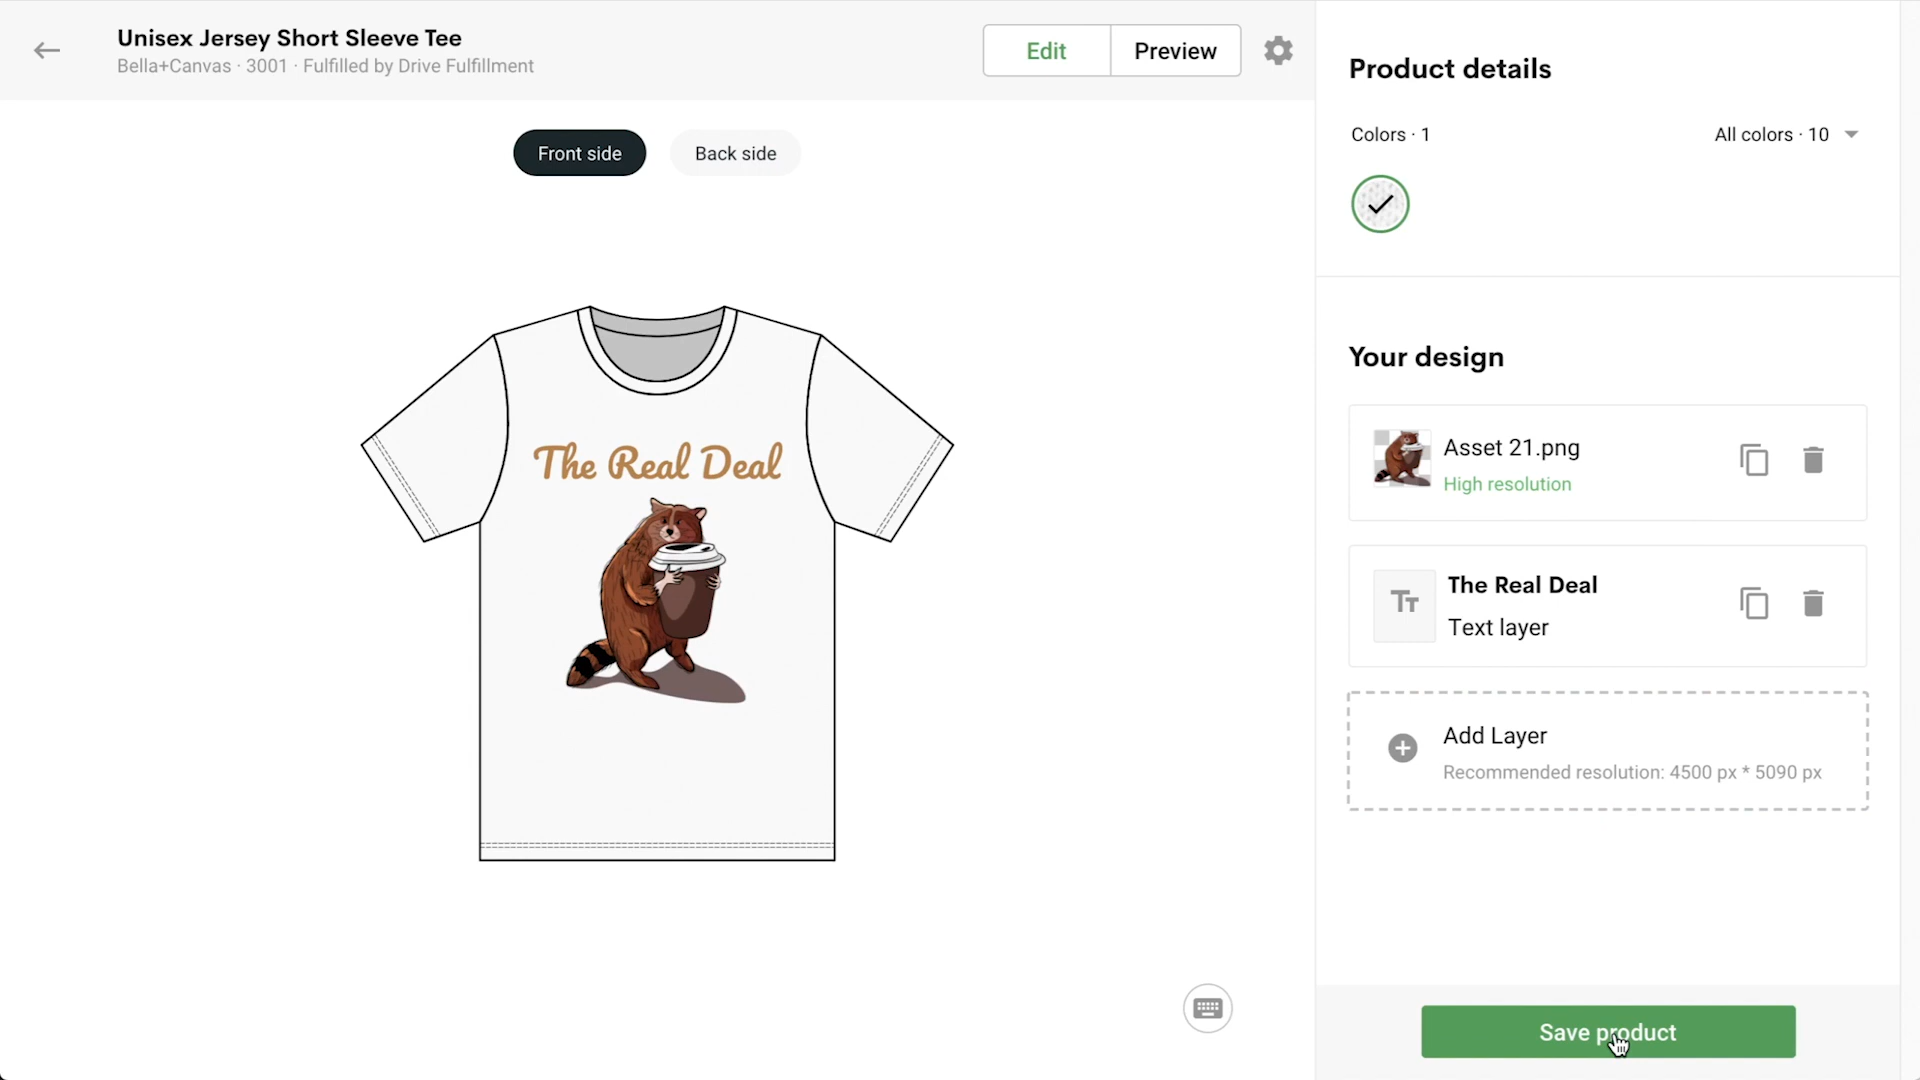 Unisex Jersey Short Sleeve Tee
Bella+Canvas · 3001 · Fulfilled by Drive Fulfillment
Edit
Preview
Front side
Back side
The Real Deal
Product details
Colors · 1
All colors · 10
Your design
Asset 21.png
High resolution
TT
The Real Deal
Text layer
Add Layer
Recommended resolution: 4500 px * 5090 px
Save product